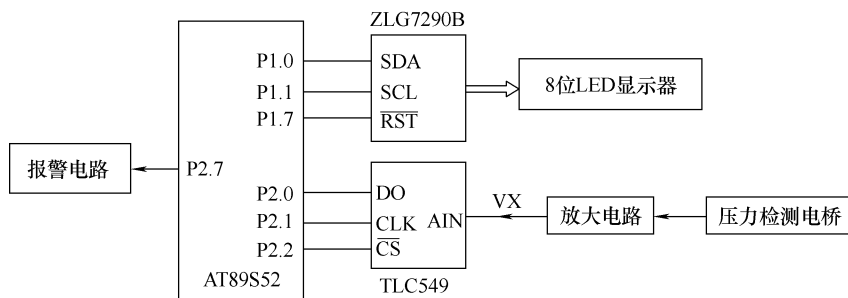 ZLG7290B
P1.0
SDA
P1.1
SCL
P1.7
RST
8位LED显示器
报警电路
P2.7
P2.0
DO
P2.1
CLK
AIN
P2.2
CS
VX
放大电路
压力检测电桥
AT89S52
TLC549